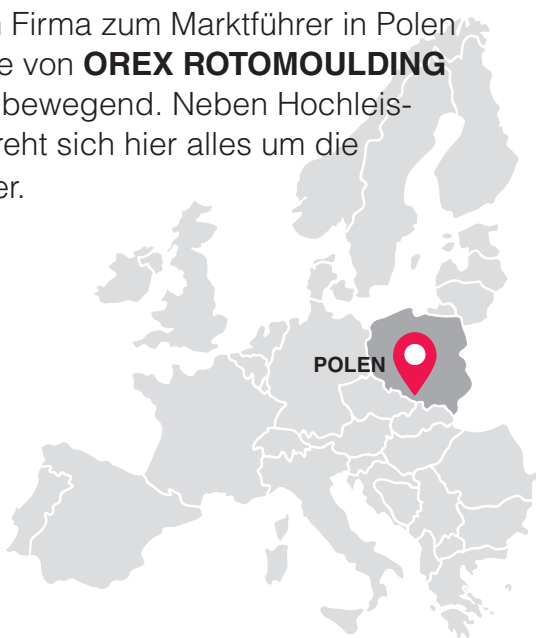 Firma zum Marktführer in Polen
e von OREX ROTOMOULDING
bewegend. Neben Hochleis-
reht sich hier alles um die
er.
POLEN